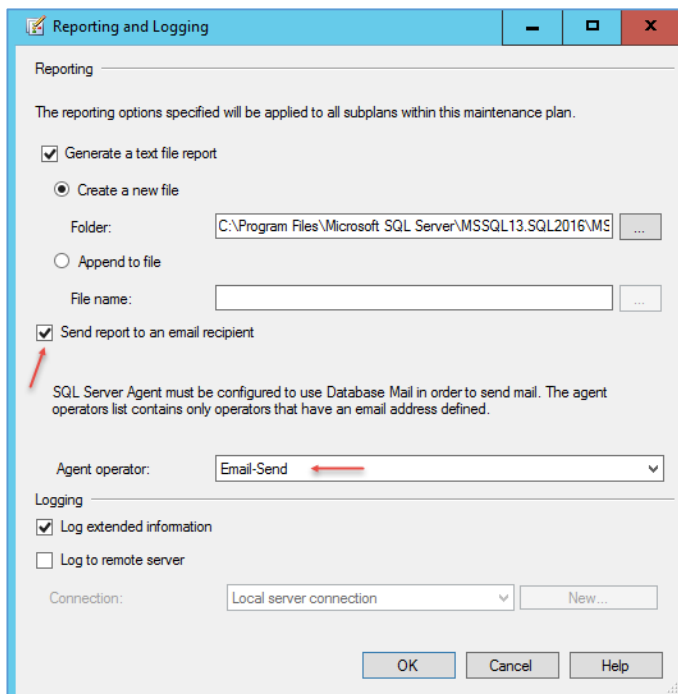 Reporting and Logging
Reporting
The reporting options specified will be applied to all subplans within this maintenance plan.
Generate a text file report
Create a new file
Folder: C:\Program Files\Microsoft SQL Server\MSSQL13.SQL2016\MS ...
Append to file
File name: ...
Send report to an email recipient
SQL Server Agent must be configured to use Database Mail in order to send mail. The agent
operators list contains only operators that have an email address defined.
Agent operator: Email-Send
Logging
Log extended information
Log to remote server
Connection: Local server connection New...
OK Cancel Help